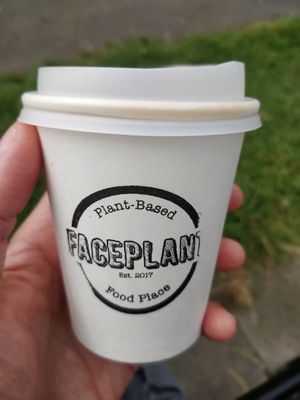 Plant-Based
FACEPLANT
Est. 2017
Food Place